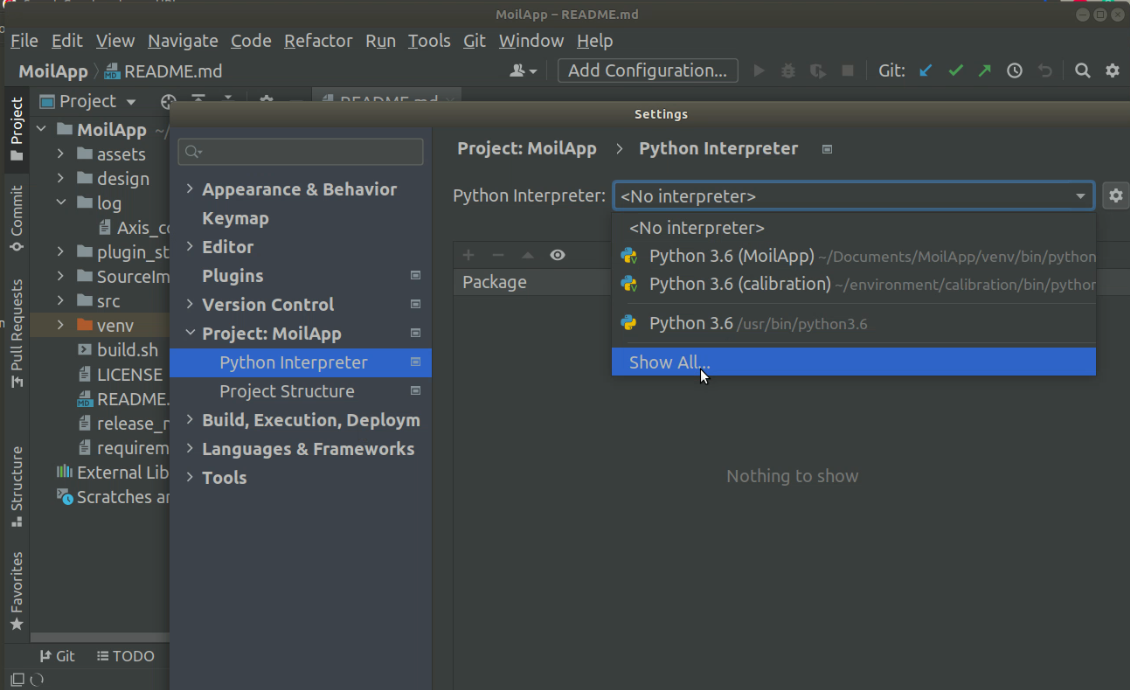 MoilApp – README.md
File Edit View Navigate Code Refactor Run Tools Git Window Help
MoilApp README.md Add Configuration... Git:
Project
README.md
Settings
MoilApp ~/
assets
design
log
Axis_c
plugin_st
SourceIm
src
venv
build.sh
LICENSE
README.
release_
requirem
External Lib
Scratches a
Project
Commit
Pull Requests
Structure
Favorites
Appearance & Behavior
Keymap
Editor
Plugins
Version Control
Project: MoilApp
Python Interpreter
Project Structure
Build, Execution, Deploym
Languages & Frameworks
Tools
Project: MoilApp > Python Interpreter
Python Interpreter: <No interpreter>
<No interpreter>
Python 3.6 (MoilApp) ~/Documents/MoilApp/venv/bin/python
Python 3.6 (calibration) ~/environment/calibration/bin/python
Python 3.6 /usr/bin/python3.6
Show All...
Package
Nothing to show
Git TODO